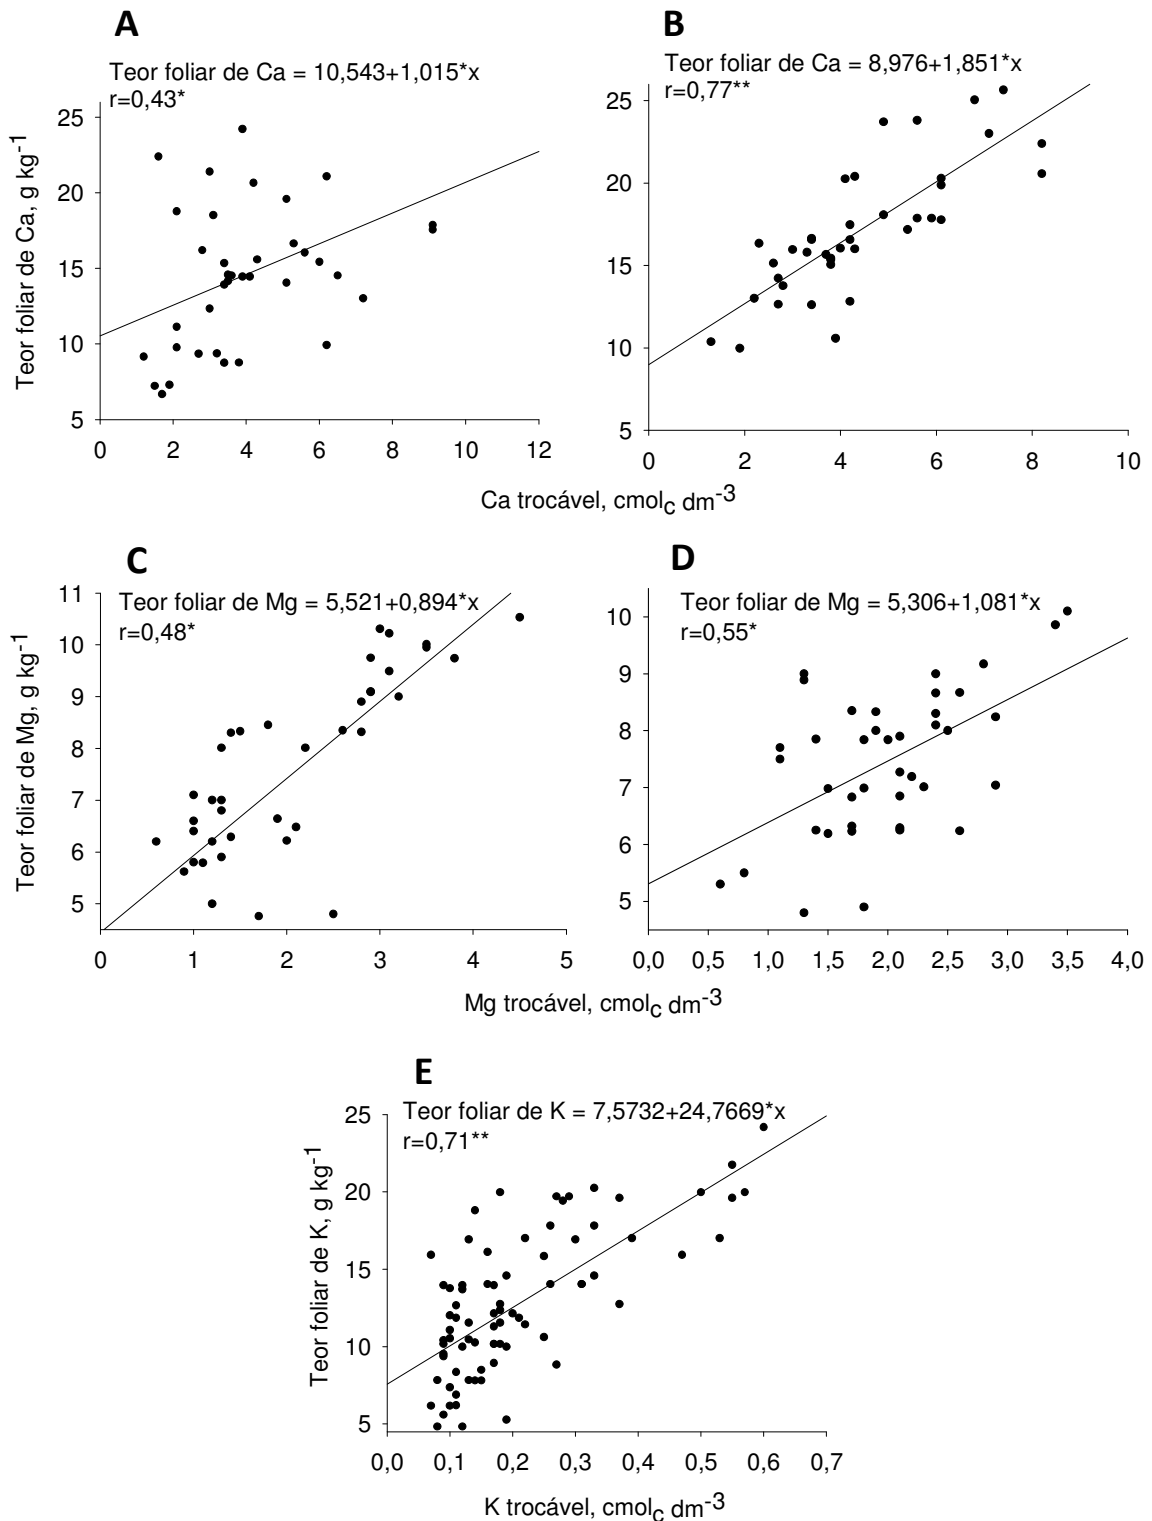 A
Teor foliar de Ca = 10,543+1,015*x
r=0,43*
25
20
15
10
5
0 2 4 6 8 10 12
Teor foliar de Ca, g kg-1
B
Teor foliar de Ca = 8,976+1,851*x
r=0,77**
25
20
15
10
5
0 2 4 6 8 10
Ca trocável, cmolc dm-3
C
Teor foliar de Mg = 5,521+0,894*x
r=0,48*
11
10
9
8
7
6
5
0 1 2 3 4 5
Teor foliar de Mg, g kg-1
D
Teor foliar de Mg = 5,306+1,081*x
r=0,55*
10
9
8
7
6
5
0,0 0,5 1,0 1,5 2,0 2,5 3,0 3,5 4,0
Mg trocável, cmolc dm-3
E
Teor foliar de K = 7,5732+24,7669*x
r=0,71**
25
20
15
10
5
0,0 0,1 0,2 0,3 0,4 0,5 0,6 0,7
Teor foliar de K, g kg-1
K trocável, cmolc dm-3